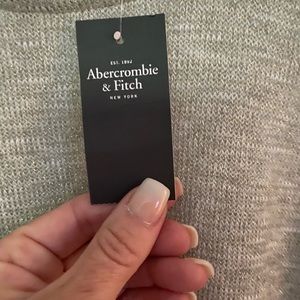 EST. 1892
Abercrombie
& Fitch
NEW YORK